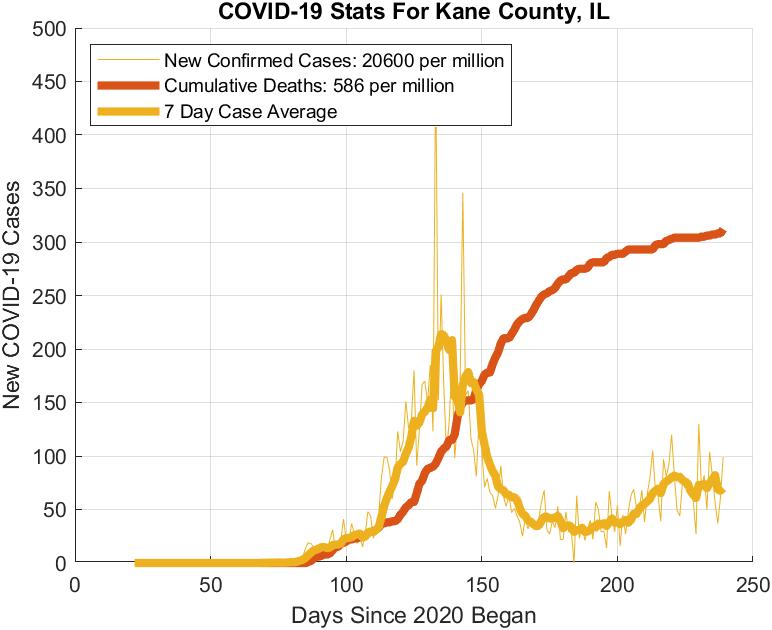 COVID-19 Stats For Kane County, IL
New Confirmed Cases: 20600 per million
Cumulative Deaths: 586 per million
7 Day Case Average
500
450
400
350
300
250
200
150
100
50
0
New COVID-19 Cases
0 50 100 150 200 250
Days Since 2020 Began